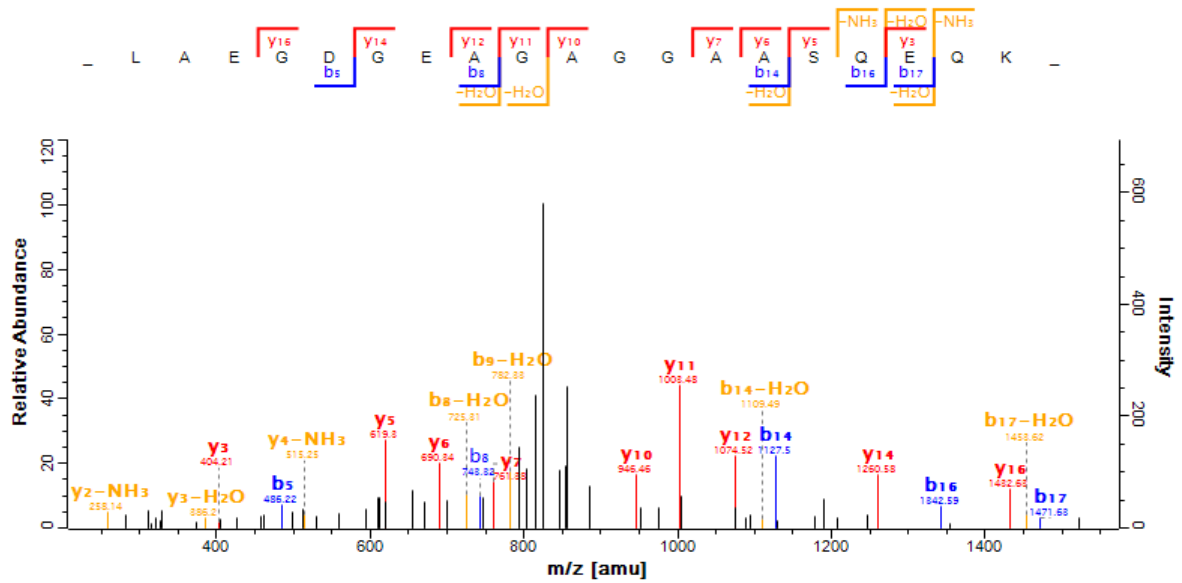 −NH₃ −H₂O −NH₃
y₁₆ y₁₄ y₁₂ y₁₁ y₁₀ y₇ y₆ y₅ y₃
_ L A E G D G E A G A G G A A S Q E Q K _
b₅ b₈ b₁₄ b₁₆ b₁₇
−H₂O −H₂O −H₂O −H₂O
Relative Abundance
120
100
80
60
40
20
0
Intensity
600
400
200
0
y₂−NH₃
258.14
y₃−H₂O
386.2
y₃
404.21
b₅
486.22
y₄−NH₃
515.25
y₅
619.3
y₆
690.34
b₈−H₂O
725.31
b₈
743.32
y₇
761.38
b₉−H₂O
782.33
y₁₀
946.46
y₁₁
1003.48
y₁₂
1074.52
b₁₄−H₂O
1109.49
b₁₄
1127.5
y₁₄
1260.58
b₁₆
1342.59
y₁₆
1432.63
b₁₇−H₂O
1453.62
b₁₇
1471.63
400 600 800 1000 1200 1400
m/z [amu]